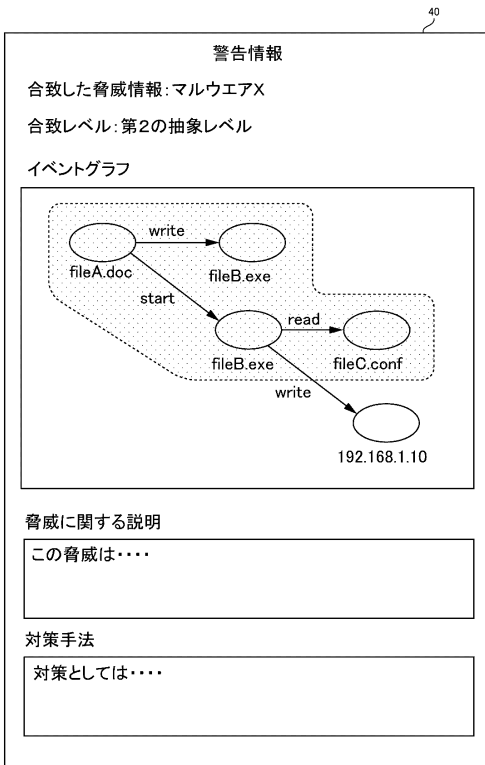 40
警告情報
合致した脅威情報:マルウエアX
合致レベル:第2の抽象レベル
イベントグラフ
write
fileA.doc
fileB.exe
start
read
fileB.exe
fileC.conf
write
192.168.1.10
脅威に関する説明
この脅威は・・・・
対策手法
対策としては・・・・